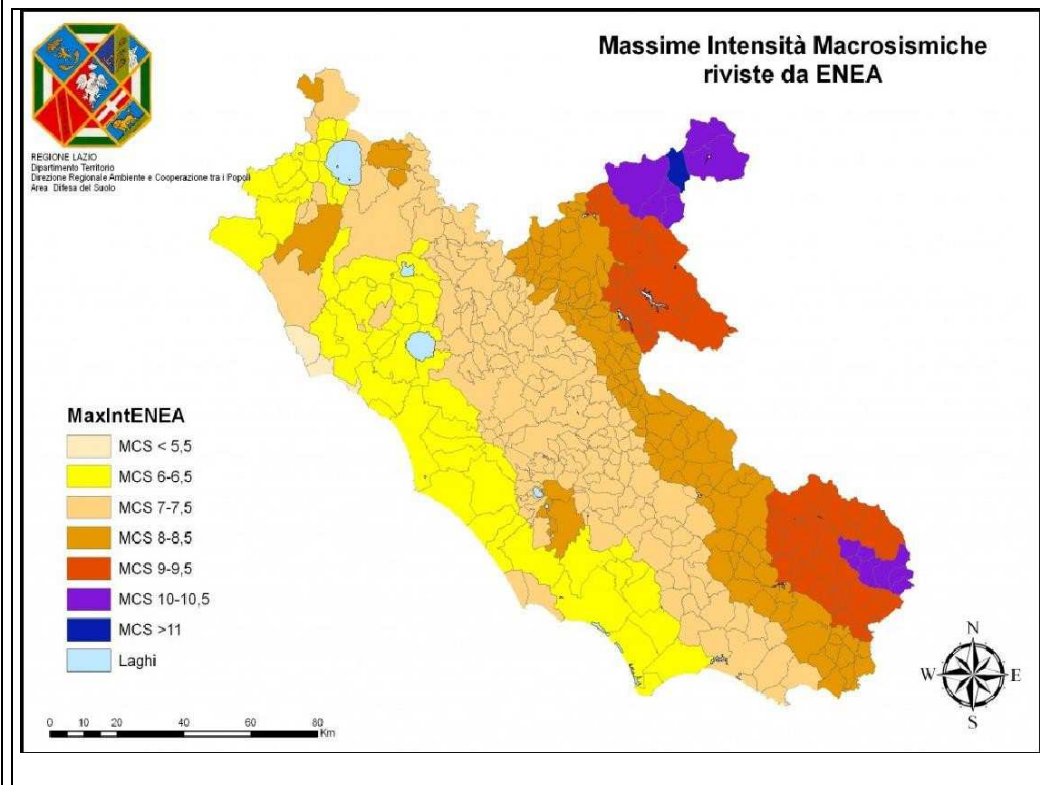 Massime Intensità Macrosismiche
riviste da ENEA
REGIONE LAZIO
Dipartimento Territorio
Direzione Regionale Ambiente e Cooperazione tra i Popoli
Area Difesa del Suolo
MaxIntENEA
MCS < 5,5
MCS 6-6,5
MCS 7-7,5
MCS 8-8,5
MCS 9-9,5
MCS 10-10,5
MCS >11
Laghi
N
W E
S
0 10 20 40 60 80
Km